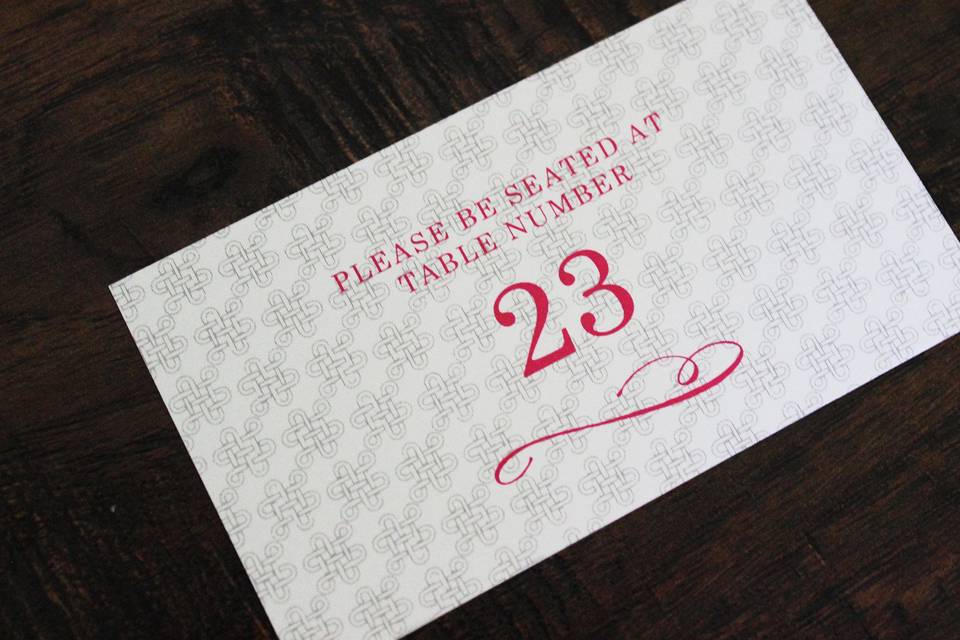 PLEASE BE SEATED AT
TABLE NUMBER
23